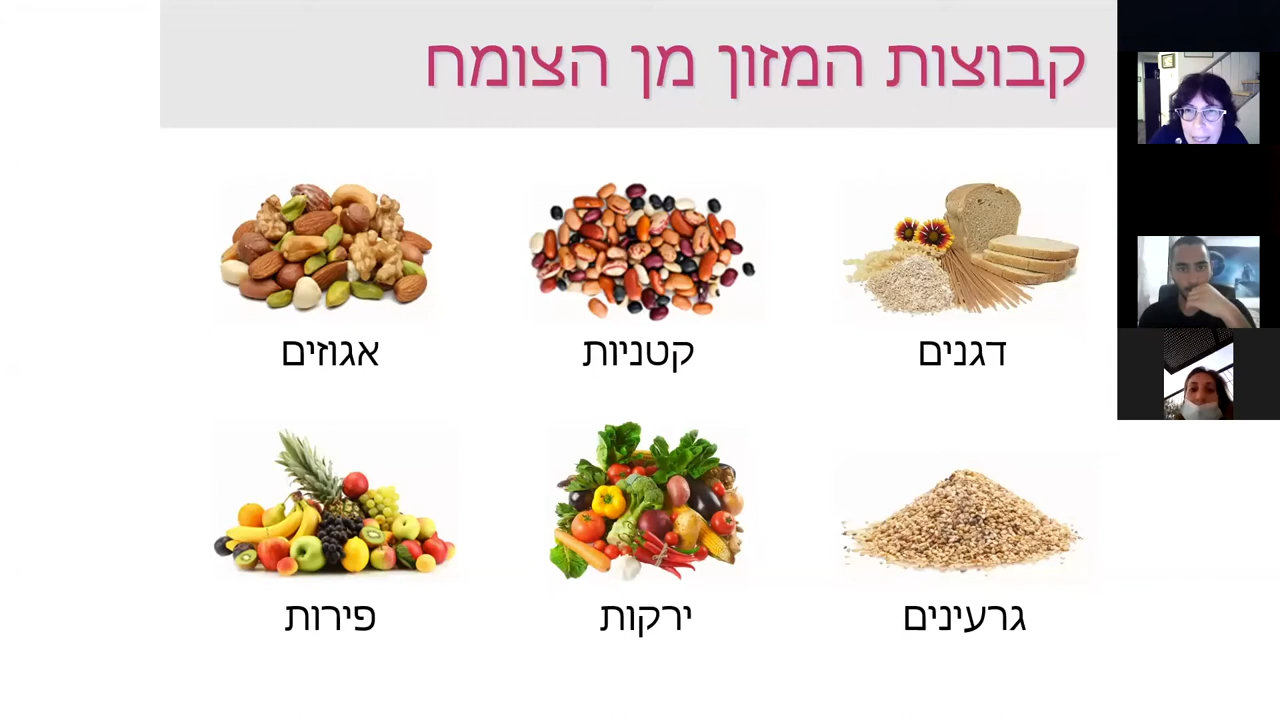 קבוצות המזון מן הצומח
דגנים
קטניות
אגוזים
גרעינים
ירקות
פירות